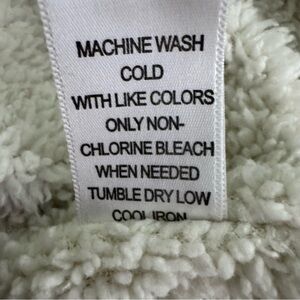 MACHINE WASH
COLD
WITH LIKE COLORS
ONLY NON-
CHLORINE BLEACH
WHEN NEEDED
TUMBLE DRY LOW
COOL IRON